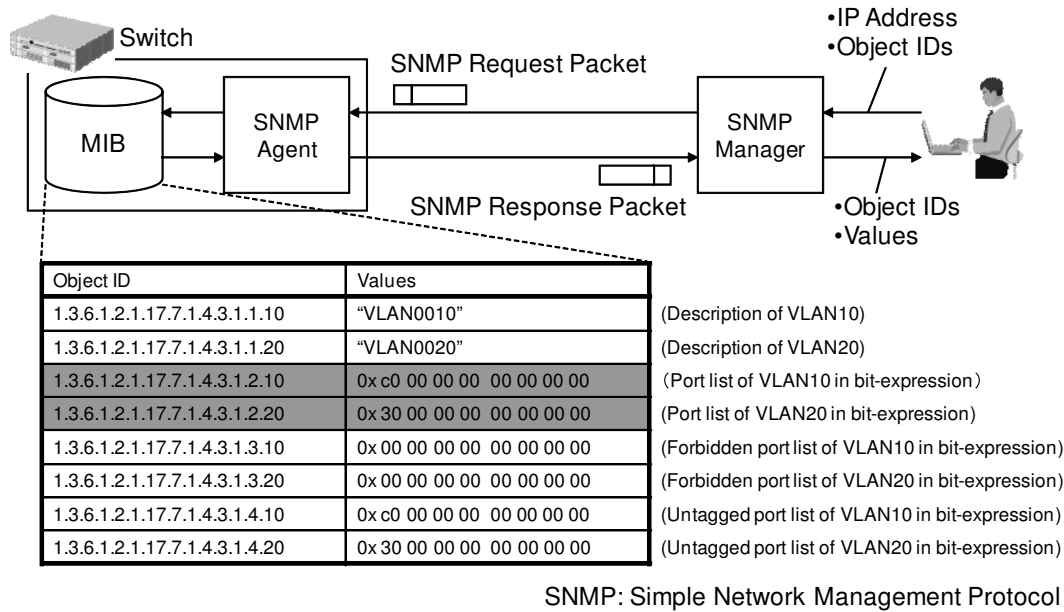 Switch
•IP Address
•Object IDs
SNMP Request Packet
MIB
SNMP
Agent
SNMP
Manager
SNMP Response Packet
•Object IDs
•Values
Object ID Values
1.3.6.1.2.1.17.7.1.4.3.1.1.10 “VLAN0010” (Description of VLAN10)
1.3.6.1.2.1.17.7.1.4.3.1.1.20 “VLAN0020” (Description of VLAN20)
1.3.6.1.2.1.17.7.1.4.3.1.2.10 0x c0 00 00 00 00 00 00 00 （Port list of VLAN10 in bit-expression）
1.3.6.1.2.1.17.7.1.4.3.1.2.20 0x 30 00 00 00 00 00 00 00 (Port list of VLAN20 in bit-expression)
1.3.6.1.2.1.17.7.1.4.3.1.3.10 0x 00 00 00 00 00 00 00 00 (Forbidden port list of VLAN10 in bit-expression)
1.3.6.1.2.1.17.7.1.4.3.1.3.20 0x 00 00 00 00 00 00 00 00 (Forbidden port list of VLAN20 in bit-expression)
1.3.6.1.2.1.17.7.1.4.3.1.4.10 0x c0 00 00 00 00 00 00 00 (Untagged port list of VLAN10 in bit-expression)
1.3.6.1.2.1.17.7.1.4.3.1.4.20 0x 30 00 00 00 00 00 00 00 (Untagged port list of VLAN20 in bit-expression)
SNMP: Simple Network Management Protocol